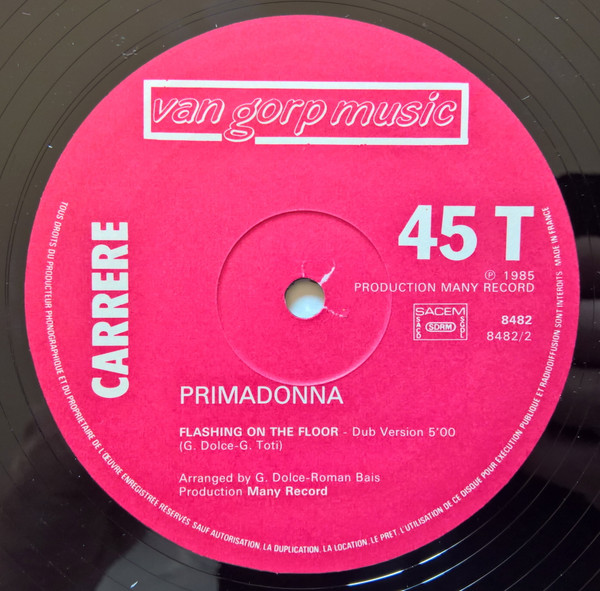 van gorp music
CARRERE
45 T
℗ 1985
PRODUCTION MANY RECORD
SACEM
SACD
SDRM
SGDL
8482
8482/2
PRIMADONNA
FLASHING ON THE FLOOR - Dub Version 5'00
(G. Dolce-G. Toti)
Arranged by G. Dolce-Roman Bais
Production Many Record
TOUS DROITS DU PRODUCTEUR PHONOGRAPHIQUE ET DU PROPRIETAIRE DE L'ŒUVRE ENREGISTREE RESERVES. SAUF AUTORISATION, LA DUPLICATION, LA LOCATION, LE PRET, L'UTILISATION DE CE DISQUE POUR EXECUTION PUBLIQUE ET RADIODIFFUSION SONT INTERDITS MADE IN FRANCE